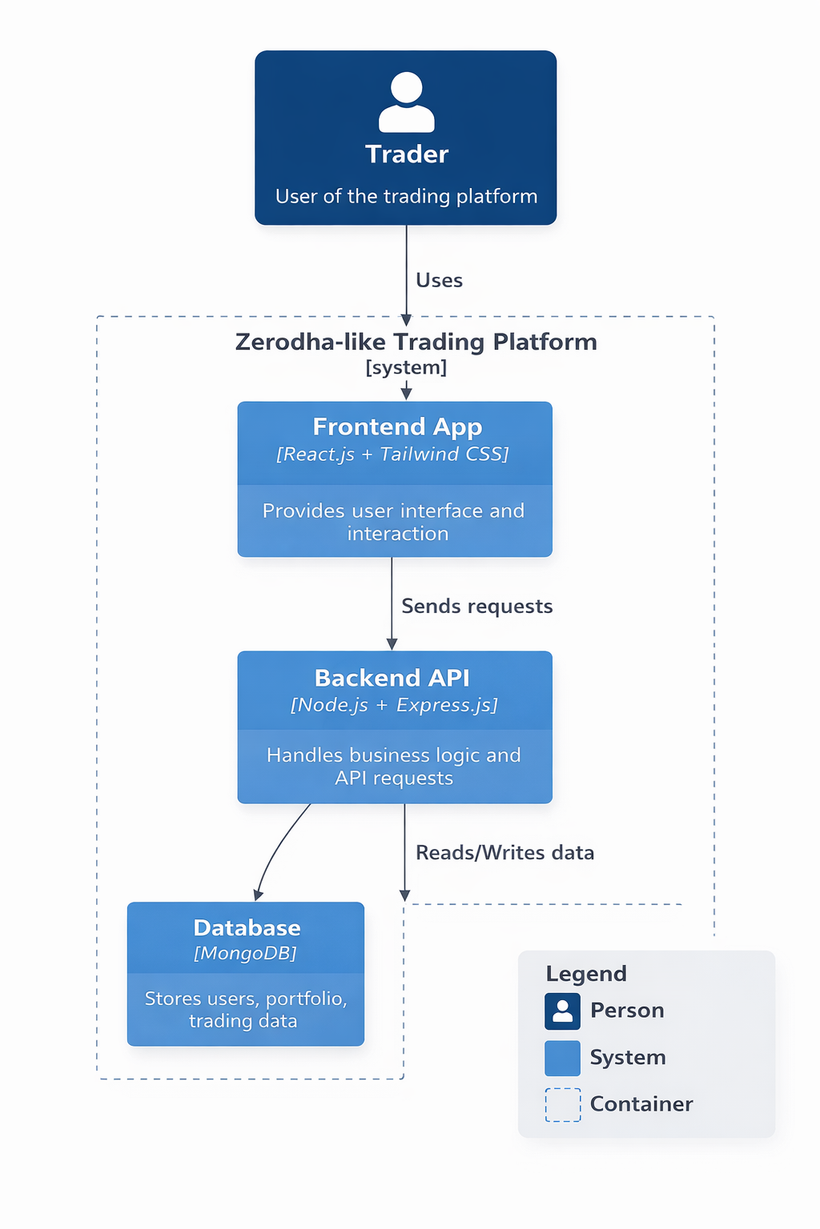 Trader
User of the trading platform
Uses
Zerodha-like Trading Platform
[system]
Frontend App
[React.js + Tailwind CSS]
Provides user interface and
interaction
Sends requests
Backend API
[Node.js + Express.js]
Handles business logic and
API requests
Reads/Writes data
Database
[MongoDB]
Stores users, portfolio,
trading data
Legend
Person
System
Container